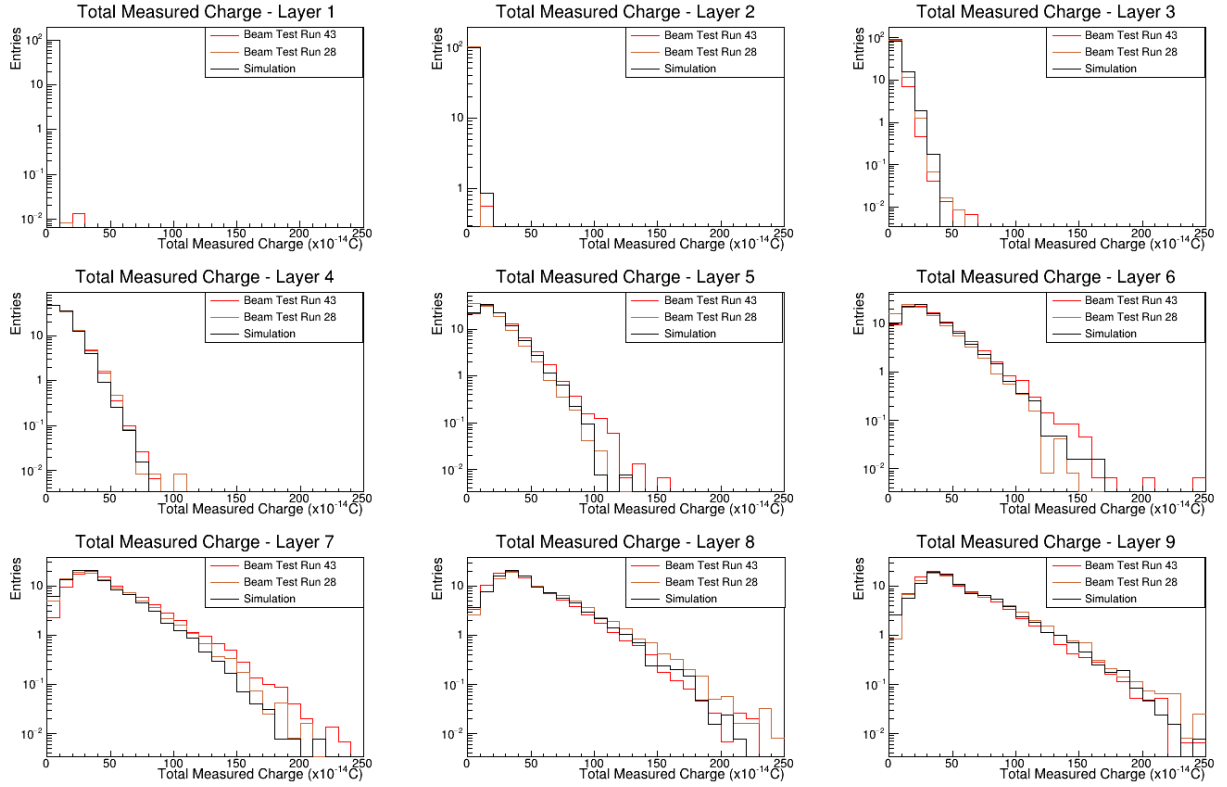 Total Measured Charge - Layer 1
Entries
Beam Test Run 43
Beam Test Run 28
Simulation
10²
10
1
10⁻¹
10⁻²
0 50 100 150 200 250
Total Measured Charge (x10⁻¹⁴C)
Total Measured Charge - Layer 2
Entries
Beam Test Run 43
Beam Test Run 28
Simulation
10²
10
1
0 50 100 150 200 250
Total Measured Charge (x10⁻¹⁴C)
Total Measured Charge - Layer 3
Entries
Beam Test Run 43
Beam Test Run 28
Simulation
10²
10
1
10⁻¹
10⁻²
0 50 100 150 200 250
Total Measured Charge (x10⁻¹⁴C)
Total Measured Charge - Layer 4
Entries
Beam Test Run 43
Beam Test Run 28
Simulation
10
1
10⁻¹
10⁻²
0 50 100 150 200 250
Total Measured Charge (x10⁻¹⁴C)
Total Measured Charge - Layer 5
Entries
Beam Test Run 43
Beam Test Run 28
Simulation
10
1
10⁻¹
10⁻²
0 50 100 150 200 250
Total Measured Charge (x10⁻¹⁴C)
Total Measured Charge - Layer 6
Entries
Beam Test Run 43
Beam Test Run 28
Simulation
10
1
10⁻¹
10⁻²
0 50 100 150 200 250
Total Measured Charge (x10⁻¹⁴C)
Total Measured Charge - Layer 7
Entries
Beam Test Run 43
Beam Test Run 28
Simulation
10
1
10⁻¹
10⁻²
0 50 100 150 200 250
Total Measured Charge (x10⁻¹⁴C)
Total Measured Charge - Layer 8
Entries
Beam Test Run 43
Beam Test Run 28
Simulation
10
1
10⁻¹
10⁻²
0 50 100 150 200 250
Total Measured Charge (x10⁻¹⁴C)
Total Measured Charge - Layer 9
Entries
Beam Test Run 43
Beam Test Run 28
Simulation
10
1
10⁻¹
10⁻²
0 50 100 150 200 250
Total Measured Charge (x10⁻¹⁴C)